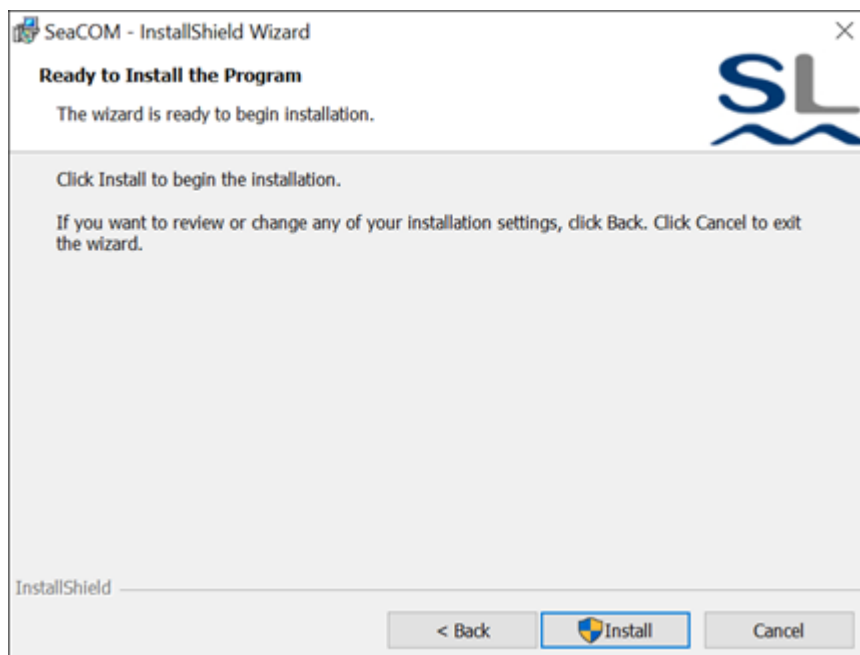 SeaCOM - InstallShield Wizard
Ready to Install the Program
The wizard is ready to begin installation.
SL
Click Install to begin the installation.
If you want to review or change any of your installation settings, click Back. Click Cancel to exit
the wizard.
InstallShield
< Back
Install
Cancel